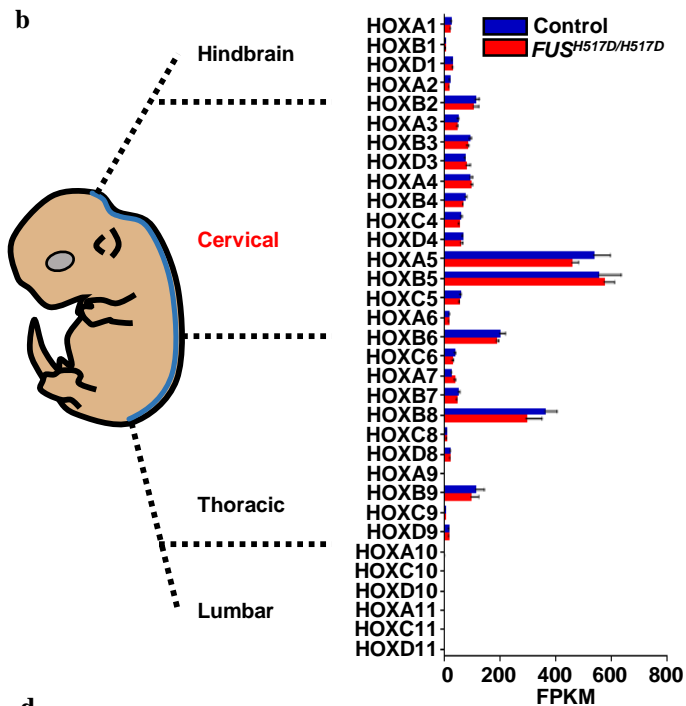 b
Hindbrain
Cervical
Thoracic
Lumbar
Control
FUS^H517D/H517D
HOXA1
HOXB1
HOXD1
HOXA2
HOXB2
HOXA3
HOXB3
HOXD3
HOXA4
HOXB4
HOXC4
HOXD4
HOXA5
HOXB5
HOXC5
HOXA6
HOXB6
HOXC6
HOXA7
HOXB7
HOXB8
HOXC8
HOXD8
HOXA9
HOXB9
HOXC9
HOXD9
HOXA10
HOXC10
HOXD10
HOXA11
HOXC11
HOXD11
0 200 400 600 800
FPKM
d